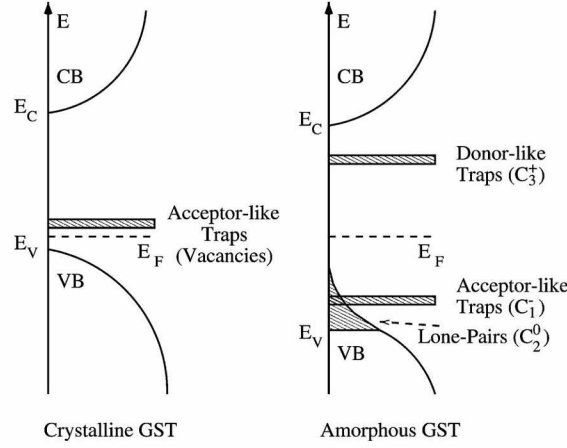 E
CB
E_C
Acceptor-like
Traps
(Vacancies)
E_V
E_F
VB
Crystalline GST
E
CB
E_C
Donor-like
Traps (C_3^+)
E_F
Acceptor-like
Traps (C_1^-)
Lone-Pairs (C_2^0)
E_V
VB
Amorphous GST